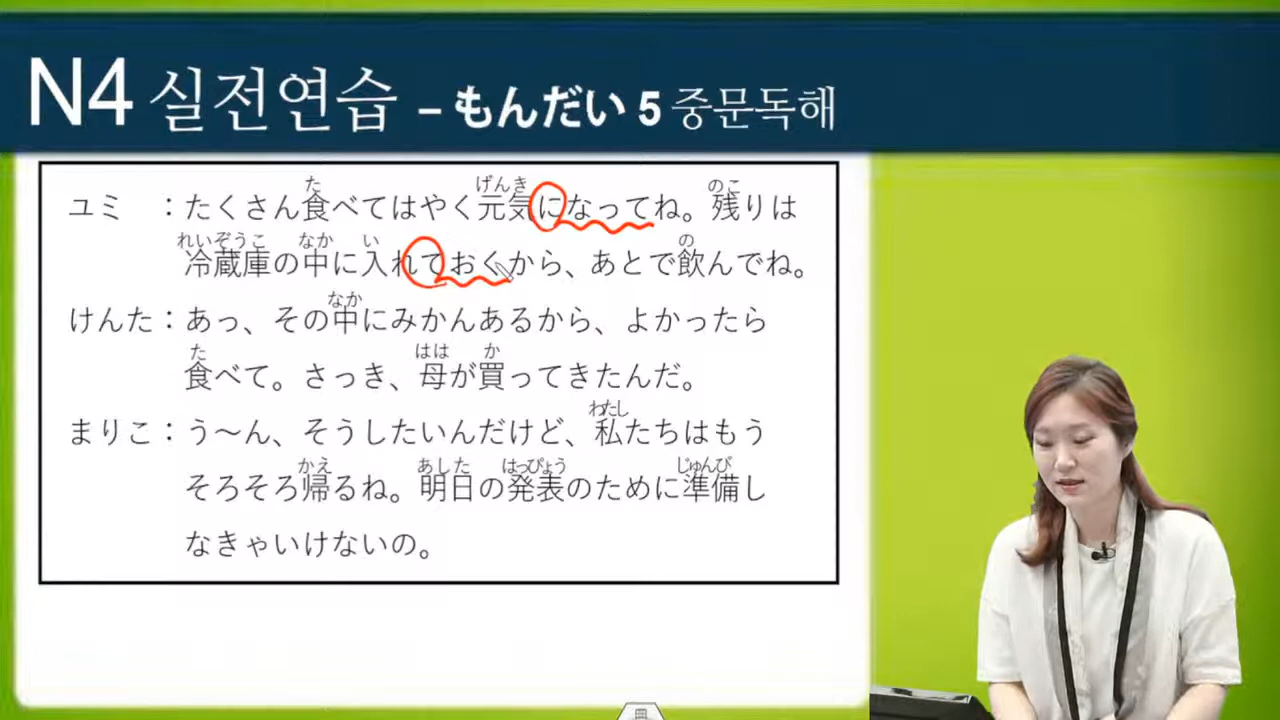 N4 실전연습 – もんだい 5 중문독해
ユミ ：たくさん食べてはやく元気になってね。残りは
冷蔵庫の中に入れておくから、あとで飲んでね。
けんた：あっ、その中にみかんあるから、よかったら
食べて。さっき、母が買ってきたんだ。
まりこ：う～ん、そうしたいんだけど、私たちはもう
そろそろ帰るね。明日の発表のために準備し
なきゃいけないの。